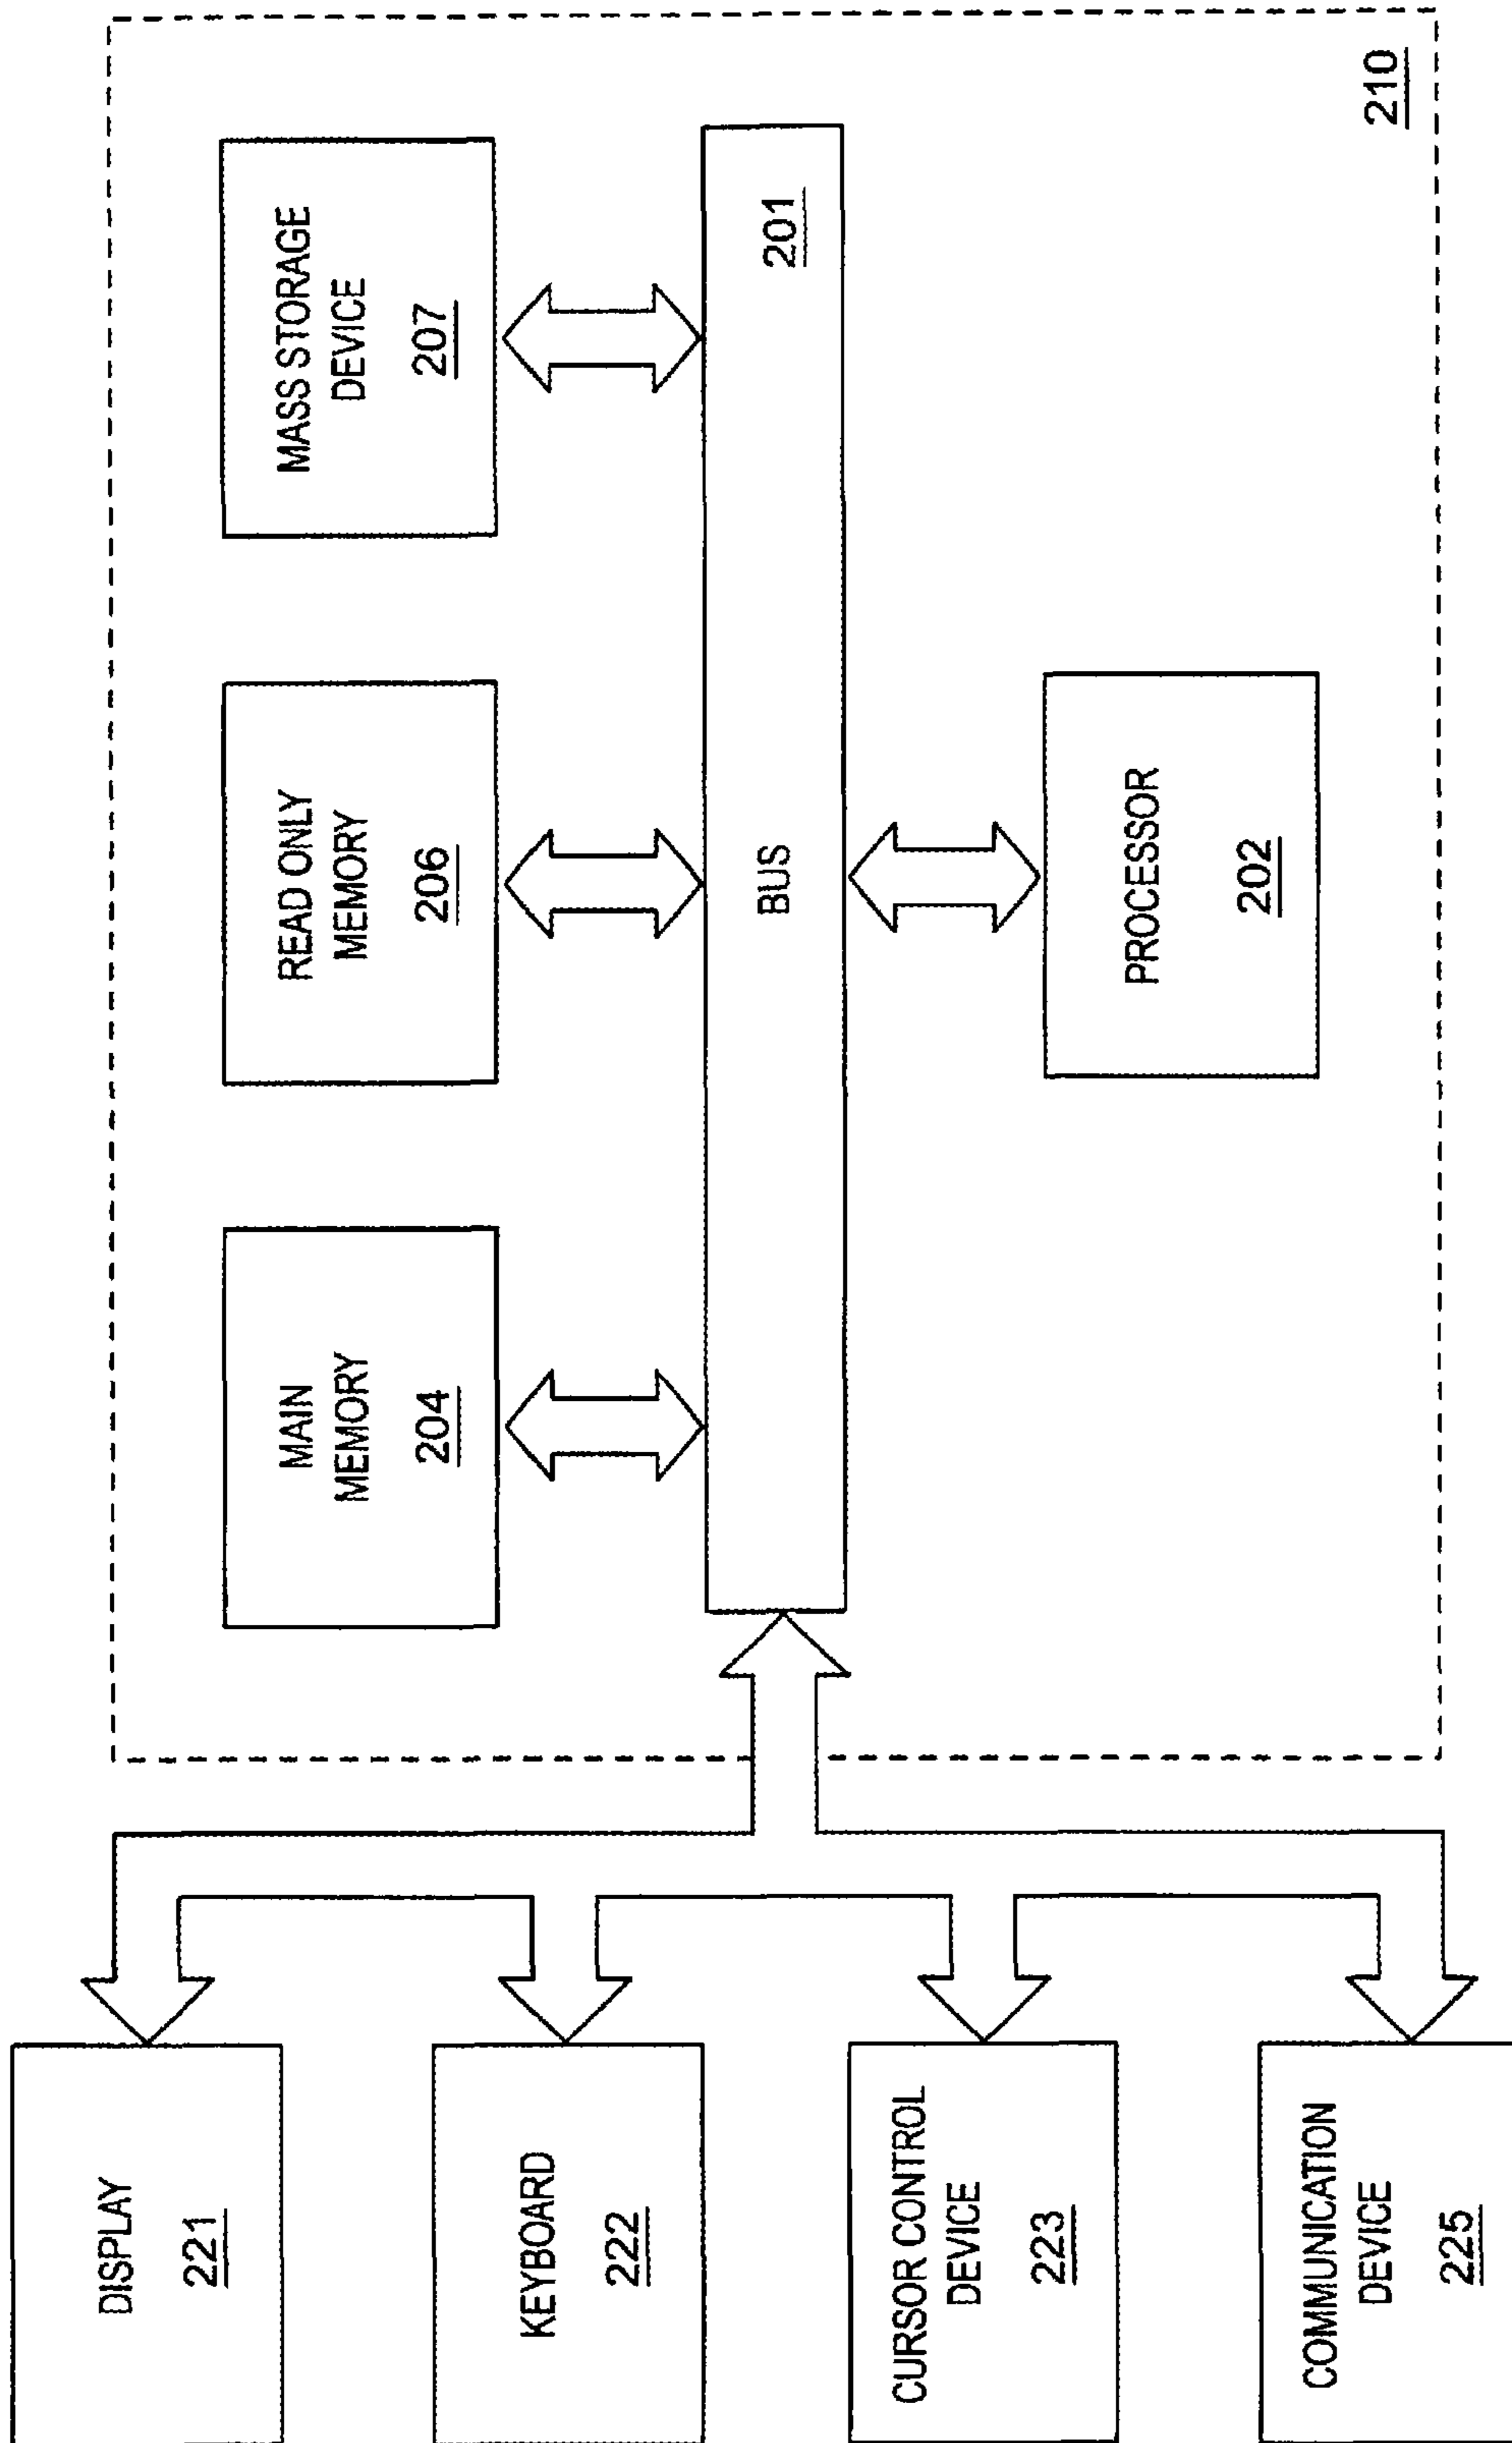 DISPLAY
221
KEYBOARD
222
CURSOR CONTROL
DEVICE
223
COMMUNICATION
DEVICE
225
MAIN
MEMORY
204
READ ONLY
MEMORY
206
MASS STORAGE
DEVICE
207
BUS
201
PROCESSOR
202
210